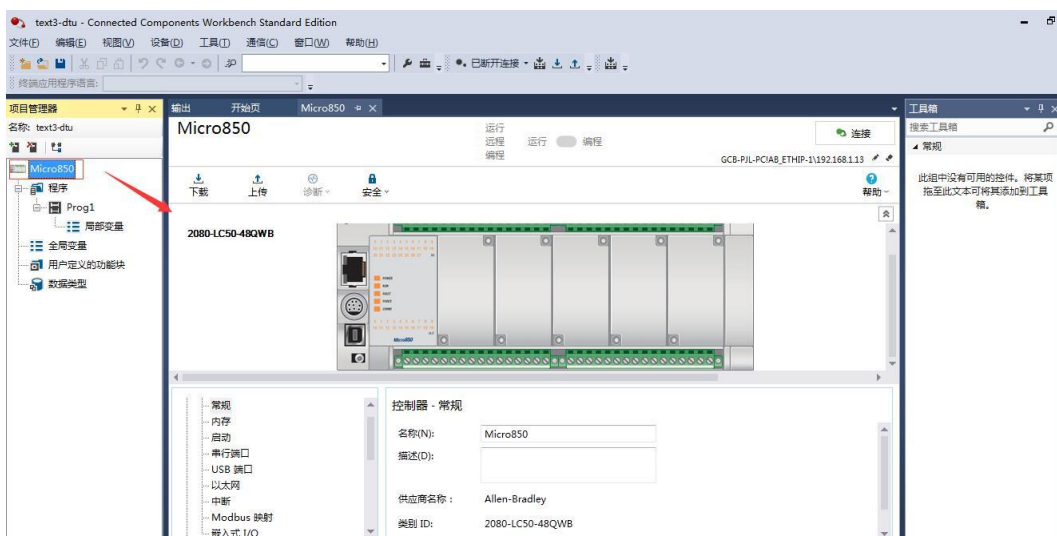 text3-dtu - Connected Components Workbench Standard Edition
文件(F) 编辑(E) 视图(V) 设备(D) 工具(T) 通信(C) 窗口(W) 帮助(H)
已断开连接
终端应用程序语言:
项目管理器
名称: text3-dtu
Micro850
程序
Prog1
局部变量
全局变量
用户定义的功能块
数据类型
输出 开始页 Micro850
Micro850
运行
远程
编程
运行 编程
连接
GCB-PJL-PC\AB_ETHIP-1\192.168.1.13
下载 上传 诊断 安全 帮助
2080-LC50-48QWB
Micro850
常规
内存
启动
串行端口
USB 端口
以太网
中断
Modbus 映射
嵌入式 I/O
控制器 - 常规
名称(N): Micro850
描述(D):
供应商名称: Allen-Bradley
类别 ID: 2080-LC50-48QWB
工具箱
搜索工具箱
常规
此组中没有可用的控件。将某项
拖至此文本可将其添加到工具
箱。